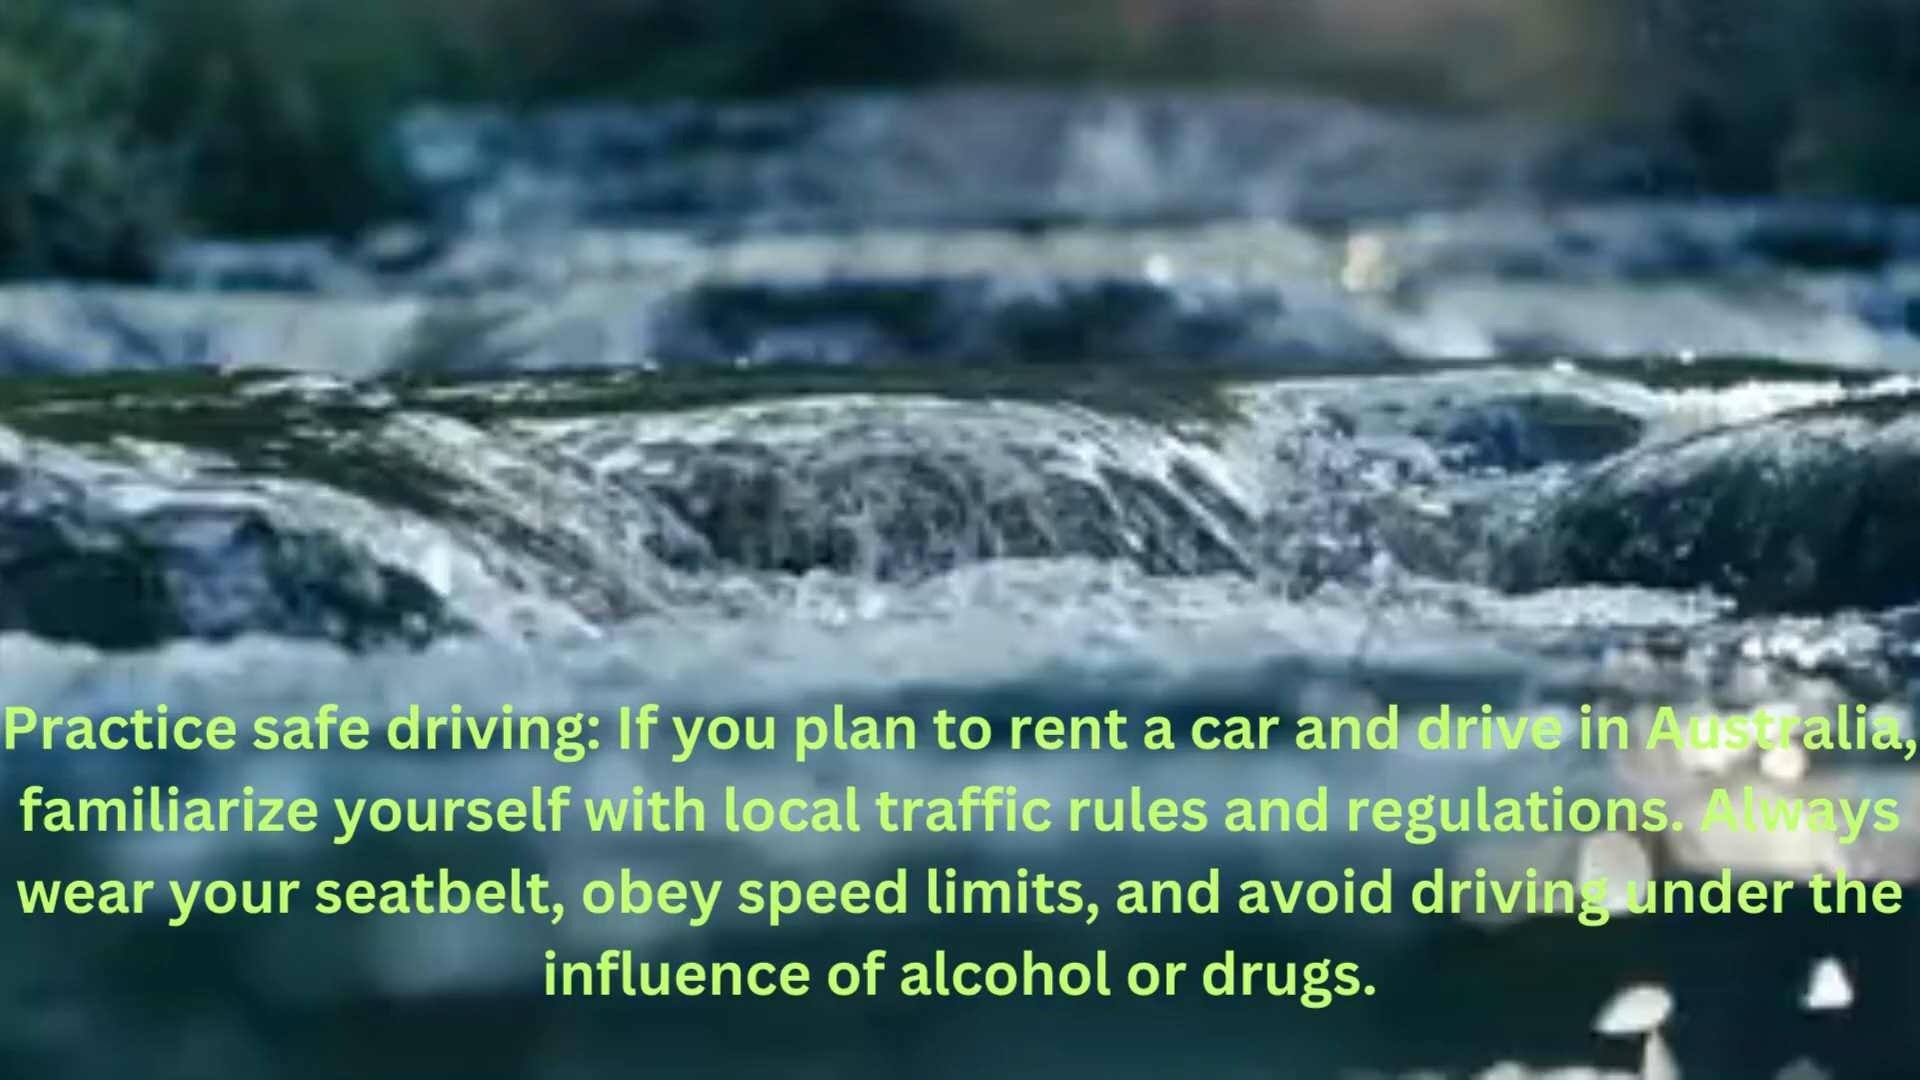 Practice safe driving: If you plan to rent a car and drive in Australia,
familiarize yourself with local traffic rules and regulations. Always
wear your seatbelt, obey speed limits, and avoid driving under the
influence of alcohol or drugs.